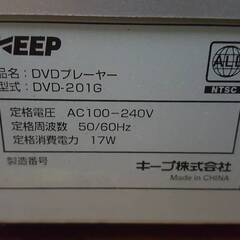 KEEP
品名: DVDプレーヤー
型式: DVD-201G
ALL
NTSC
定格電圧 AC100-240V
定格周波数 50/60Hz
定格消費電力 17W
製造番号
キープ株式会社
Made in CHINA